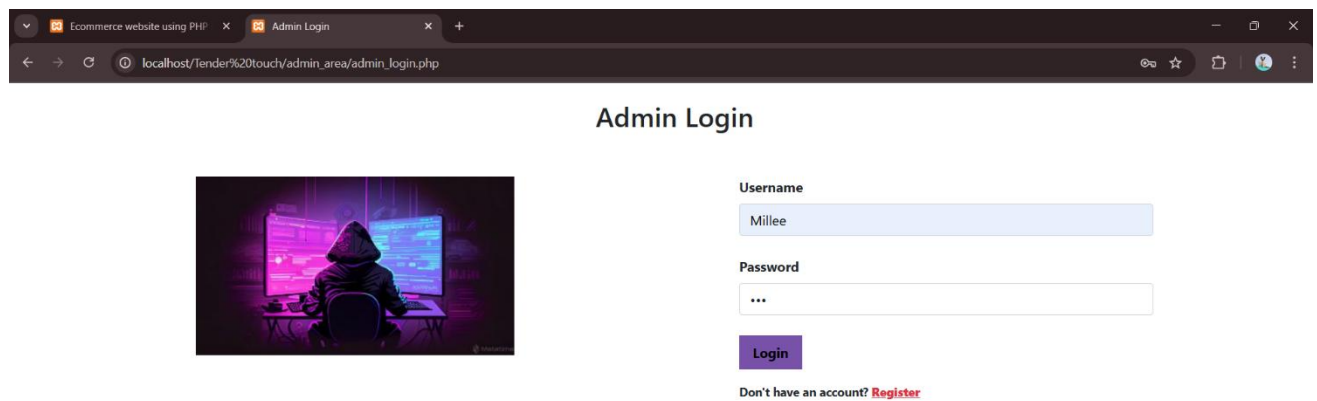 Ecommerce website using PHP
Admin Login
localhost/Tender%20touch/admin_area/admin_login.php
Admin Login
Username
Millee
Password
•••
Login
Don't have an account? Register